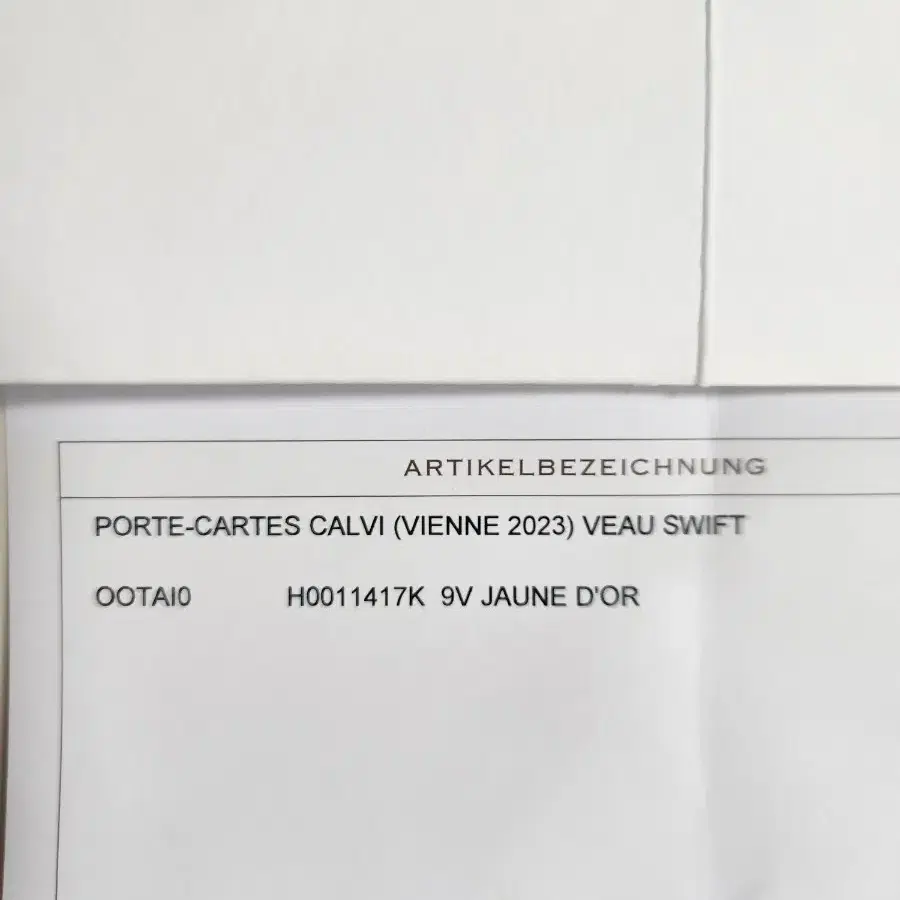 ARTIKELBEZEICHNUNG
PORTE-CARTES CALVI (VIENNE 2023) VEAU SWIFT
OOTAI0 H0011417K 9V JAUNE D'OR